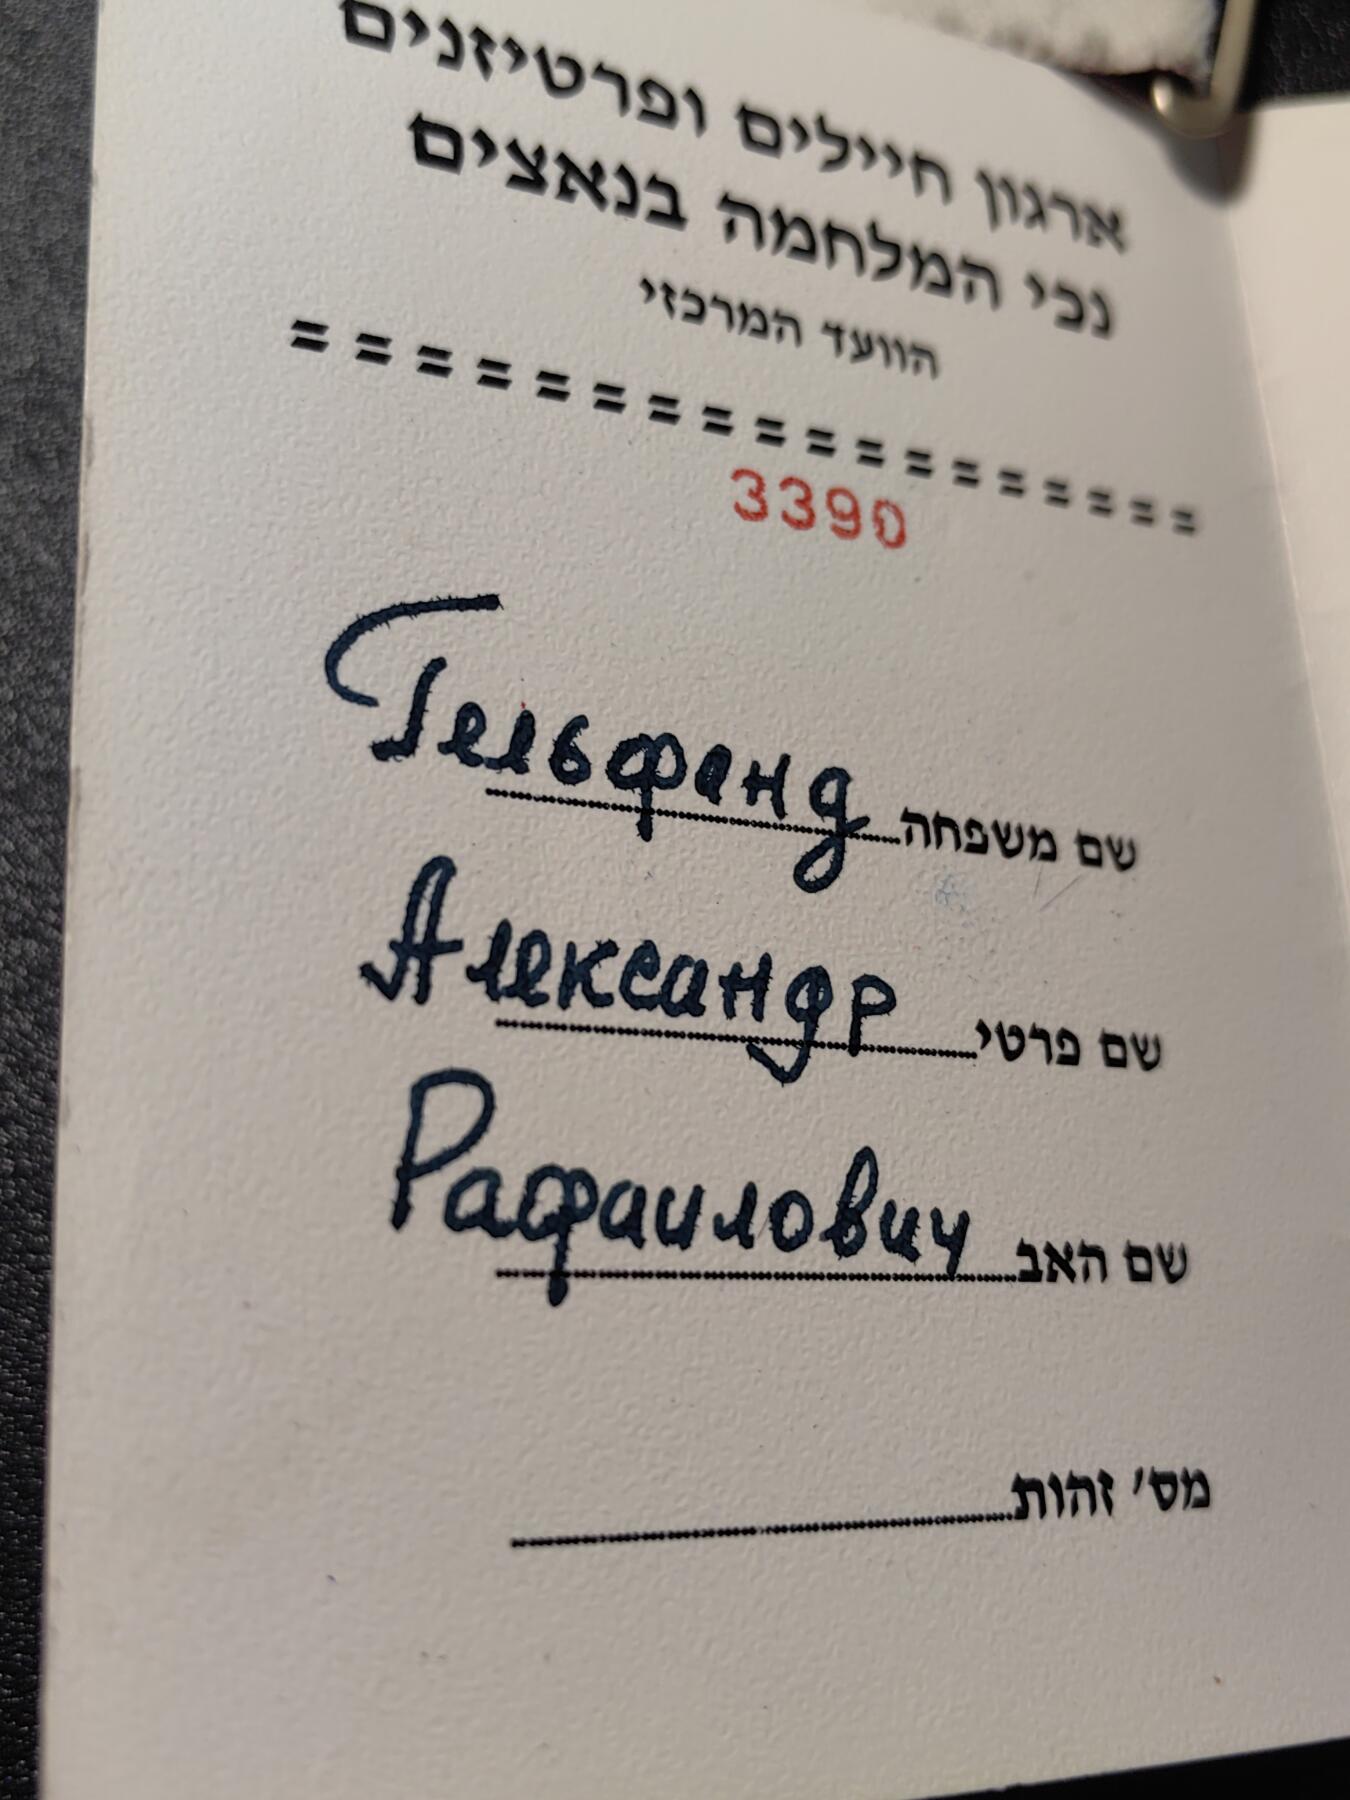 ארגון חיילים ופרטיזנים
נכי המלחמה בנאצים
הוועד המרכזי
==================
3390
שם משפחה Гельфанд
שם פרטי Александр
שם האב Рафаилович
מס' זהות